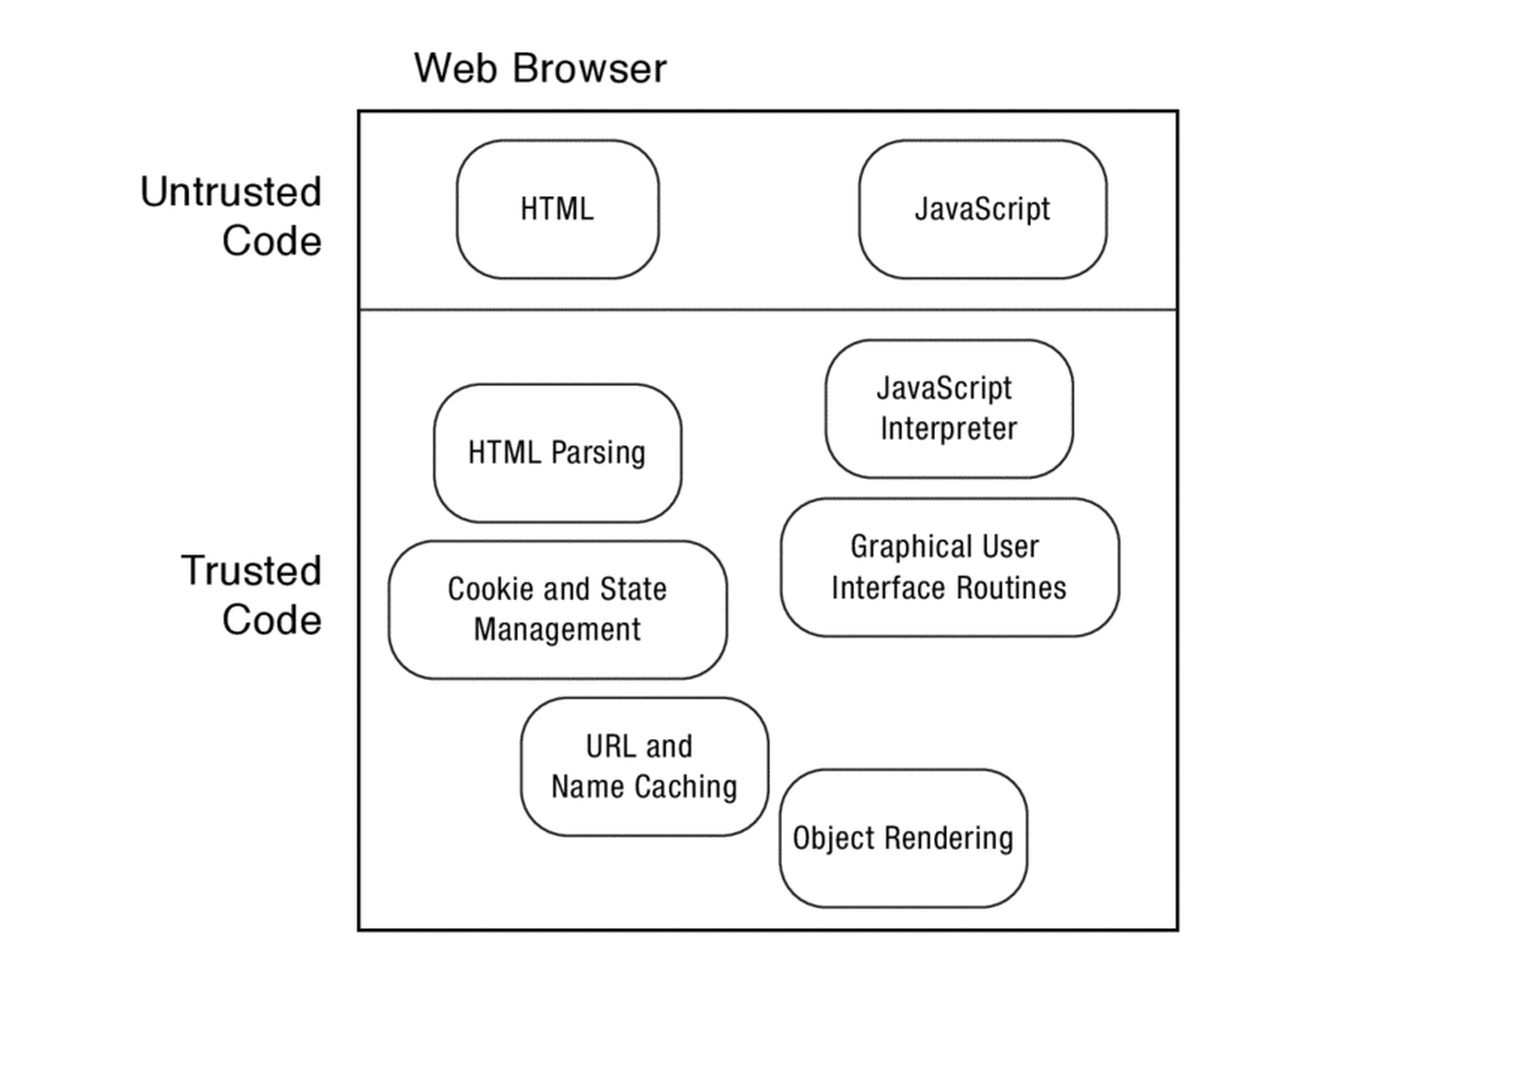 Web Browser
Untrusted
Code
HTML
JavaScript
Trusted
Code
JavaScript
Interpreter
HTML Parsing
Graphical User
Interface Routines
Cookie and State
Management
URL and
Name Caching
Object Rendering